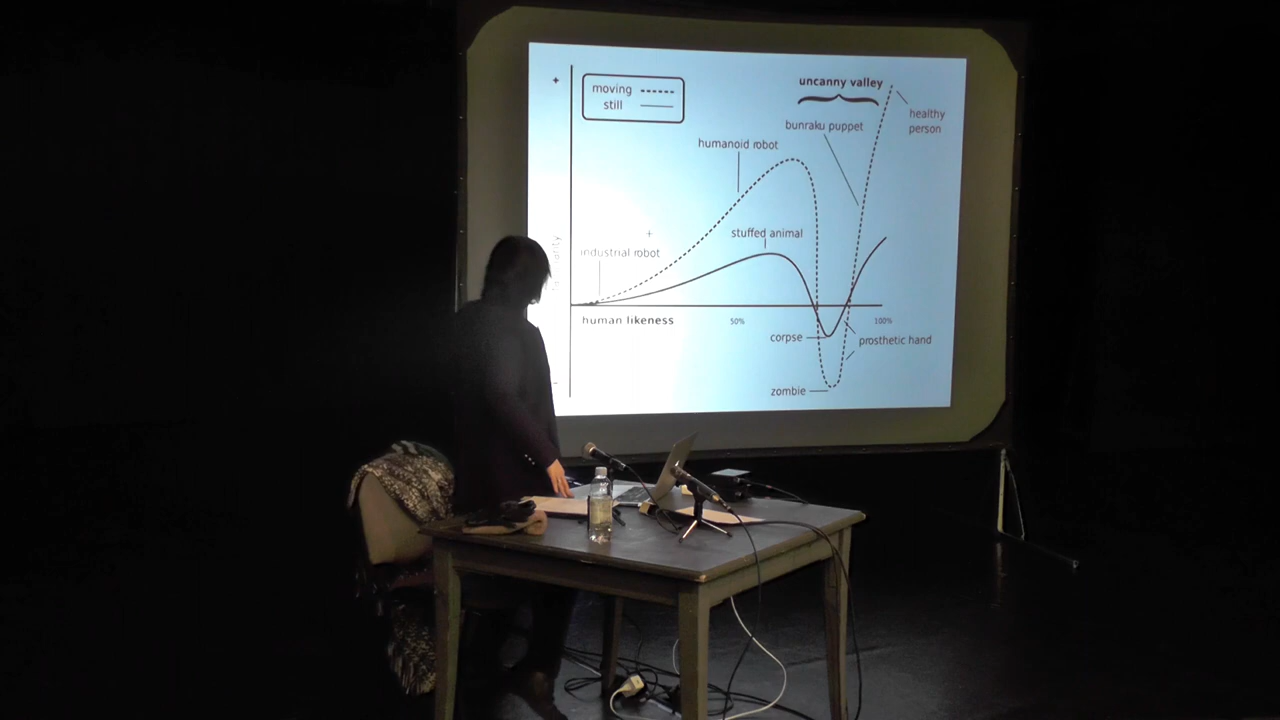 +
moving
still
uncanny valley
healthy
person
bunraku puppet
humanoid robot
+
stuffed animal
industrial robot
human likeness
50%
100%
corpse
prosthetic hand
zombie
-